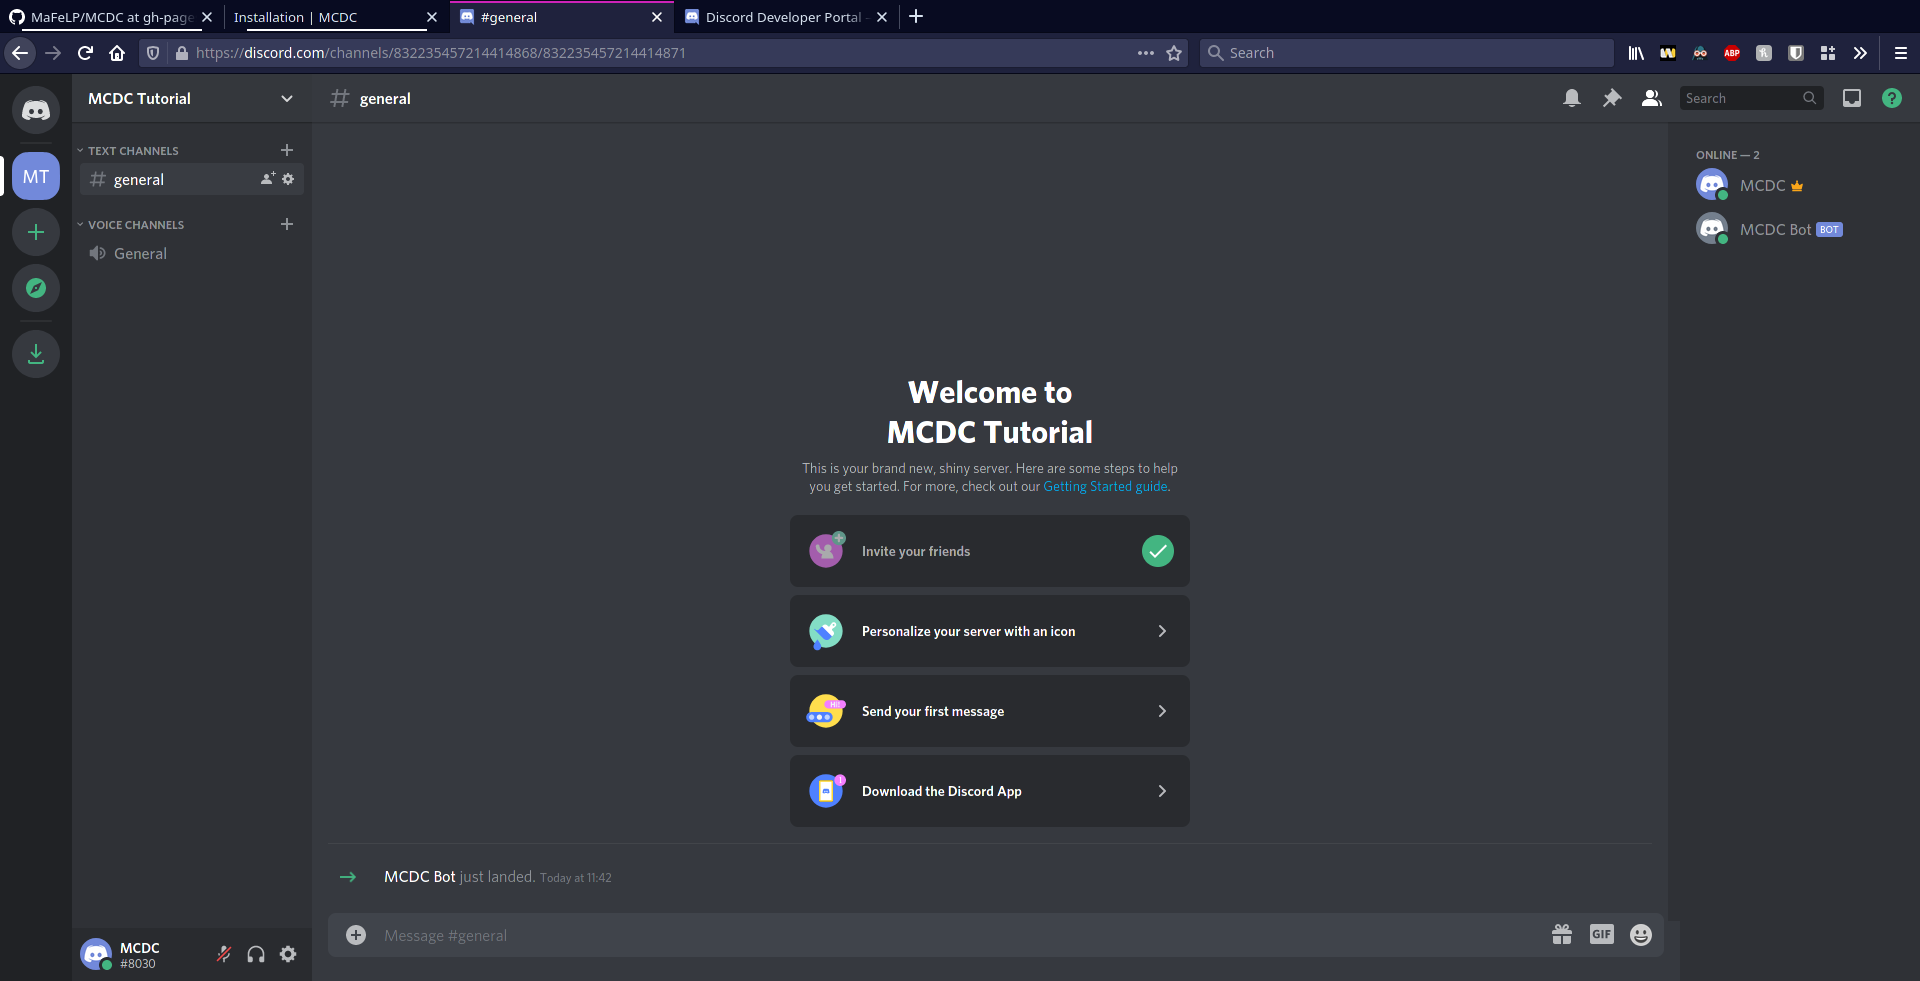 MaFeLP/MCDC at gh-page
Installation | MCDC
#general
Discord Developer Portal
https://discord.com/channels/832235457214414868/832235457214414871
Search
ABP
MCDC Tutorial
general
Search
?
TEXT CHANNELS
general
MT
VOICE CHANNELS
General
ONLINE — 2
MCDC
MCDC Bot BOT
Welcome to
MCDC Tutorial
This is your brand new, shiny server. Here are some steps to help
you get started. For more, check out our Getting Started guide.
Invite your friends
Personalize your server with an icon
Hi!
Send your first message
Download the Discord App
MCDC Bot just landed. Today at 11:42
Message #general
GIF
MCDC
#8030